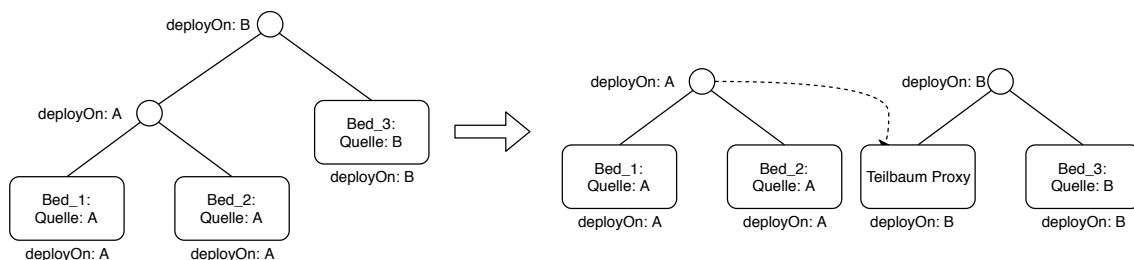 deployOn: B
deployOn: A
Bed_3:
Quelle: B
deployOn: B
Bed_1:
Quelle: A
deployOn: A
Bed_2:
Quelle: A
deployOn: A
deployOn: A
deployOn: B
Bed_1:
Quelle: A
deployOn: A
Bed_2:
Quelle: A
deployOn: A
Teilbaum Proxy
deployOn: B
Bed_3:
Quelle: B
deployOn: B